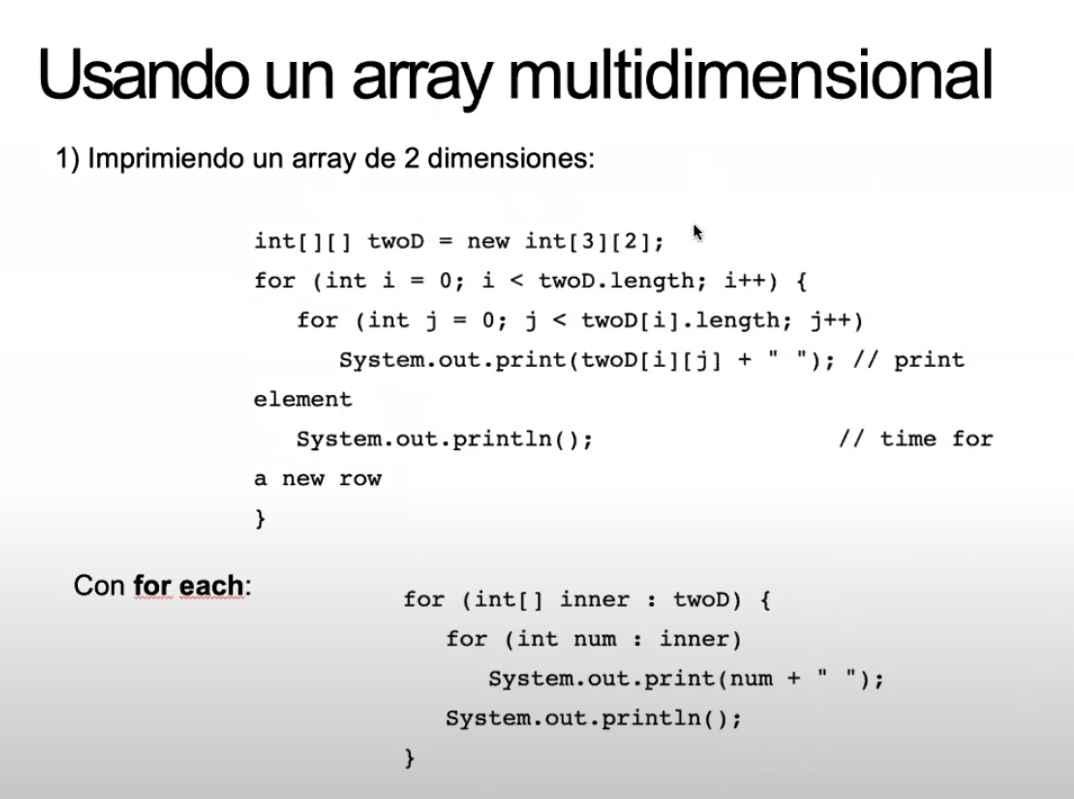 Usando un array multidimensional
1) Imprimiendo un array de 2 dimensiones:
int[][] twoD = new int[3][2];
for (int i = 0; i < twoD.length; i++) {
for (int j = 0; j < twoD[i].length; j++)
System.out.print(twoD[i][j] + " "); // print
element
System.out.println(); // time for
a new row
}
Con for each:
for (int[] inner : twoD) {
for (int num : inner)
System.out.print(num + " ");
System.out.println();
}